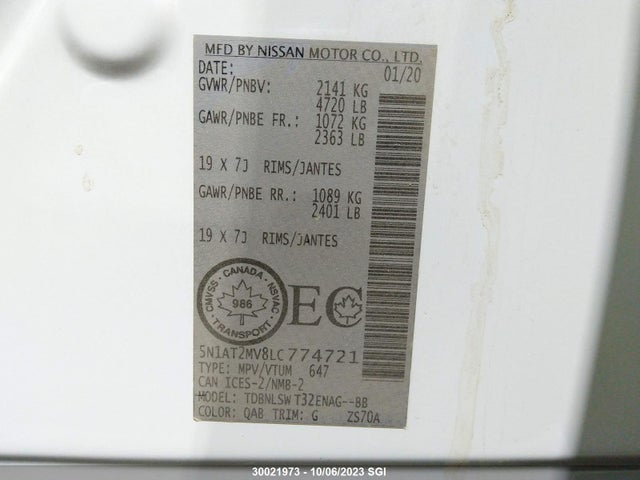 MFD BY NISSAN MOTOR CO., LTD.
DATE: 01/20
GVWR/PNBV: 2141 KG
4720 LB
GAWR/PNBE FR.: 1072 KG
2363 LB
19 X 7J RIMS/JANTES
GAWR/PNBE RR.: 1089 KG
2401 LB
19 X 7J RIMS/JANTES
CMVSS · CANADA · NSVAC
986
TRANSPORT
EC
5N1AT2MV8LC774721
TYPE: MPV/VTUM 647
CAN ICES-2/NMB-2
MODEL: TDBNLSW T32ENAG--BB
COLOR: QAB TRIM: G ZS70A
30021973 - 10/06/2023 SGI